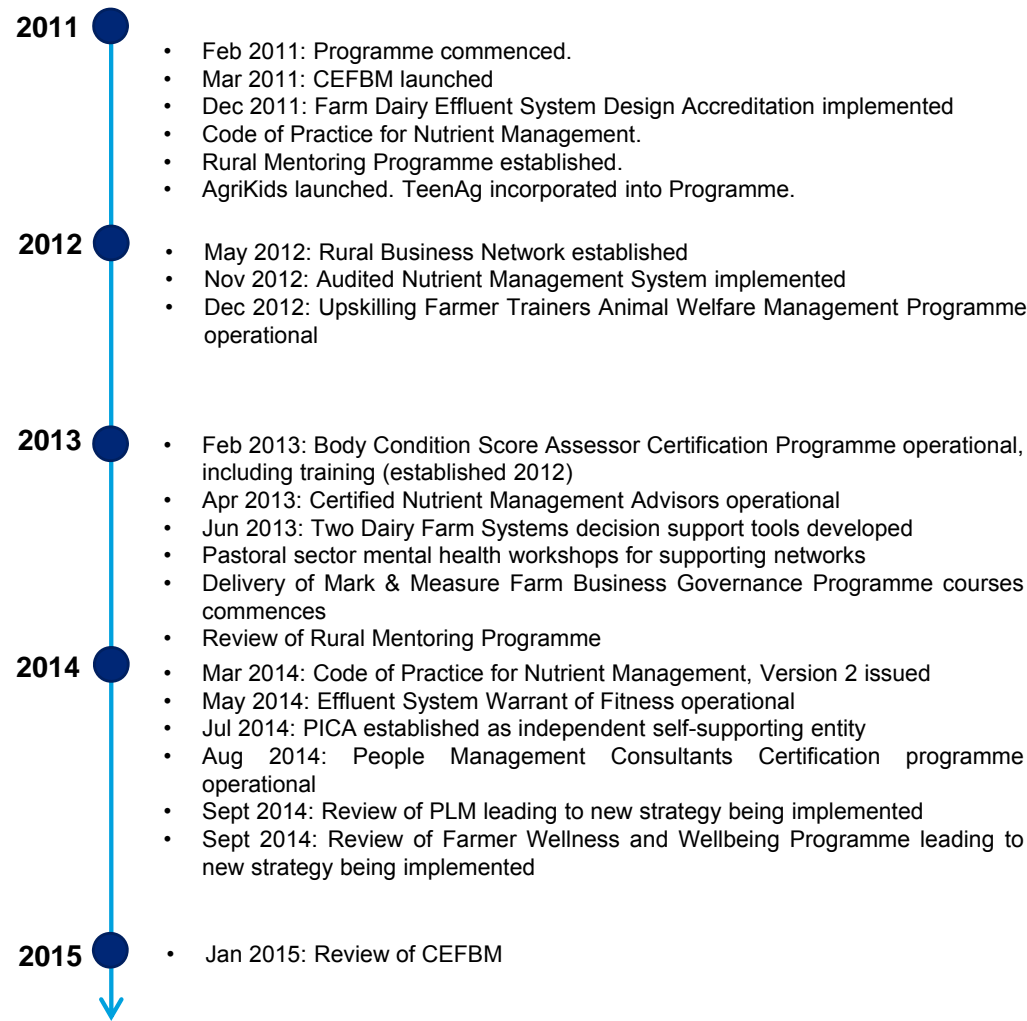 2011
• Feb 2011: Programme commenced.
• Mar 2011: CEFBM launched
• Dec 2011: Farm Dairy Effluent System Design Accreditation implemented
• Code of Practice for Nutrient Management.
• Rural Mentoring Programme established.
• AgriKids launched. TeenAg incorporated into Programme.
2012
• May 2012: Rural Business Network established
• Nov 2012: Audited Nutrient Management System implemented
• Dec 2012: Upskilling Farmer Trainers Animal Welfare Management Programme
operational
2013
• Feb 2013: Body Condition Score Assessor Certification Programme operational,
including training (established 2012)
• Apr 2013: Certified Nutrient Management Advisors operational
• Jun 2013: Two Dairy Farm Systems decision support tools developed
• Pastoral sector mental health workshops for supporting networks
• Delivery of Mark & Measure Farm Business Governance Programme courses
commences
• Review of Rural Mentoring Programme
2014
• Mar 2014: Code of Practice for Nutrient Management, Version 2 issued
• May 2014: Effluent System Warrant of Fitness operational
• Jul 2014: PICA established as independent self-supporting entity
• Aug 2014: People Management Consultants Certification programme
operational
• Sept 2014: Review of PLM leading to new strategy being implemented
• Sept 2014: Review of Farmer Wellness and Wellbeing Programme leading to
new strategy being implemented
2015
• Jan 2015: Review of CEFBM